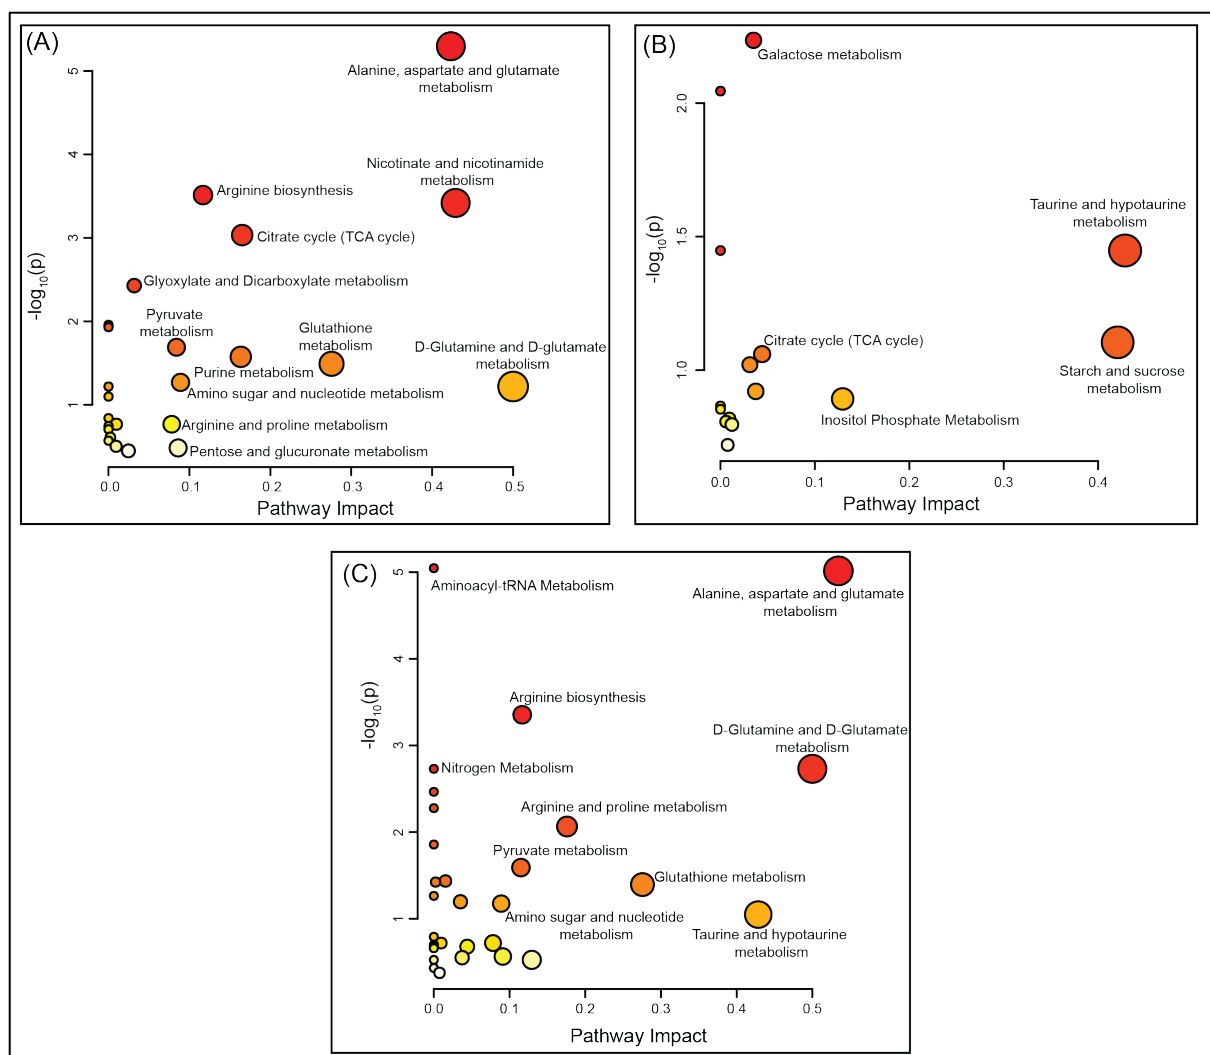 (A)
Alanine, aspartate and glutamate
metabolism
Nicotinate and nicotinamide
metabolism
Arginine biosynthesis
Citrate cycle (TCA cycle)
Glyoxylate and Dicarboxylate metabolism
Pyruvate
metabolism
Glutathione
metabolism
Purine metabolism
D-Glutamine and D-glutamate
metabolism
Amino sugar and nucleotide metabolism
Arginine and proline metabolism
Pentose and glucuronate metabolism
-log10(p)
5
4
3
2
1
0.0 0.1 0.2 0.3 0.4 0.5
Pathway Impact
(B)
Galactose metabolism
Taurine and hypotaurine
metabolism
Citrate cycle (TCA cycle)
Starch and sucrose
metabolism
Inositol Phosphate Metabolism
-log10(p)
2.0
1.5
1.0
0.0 0.1 0.2 0.3 0.4
Pathway Impact
(C)
Aminoacyl-tRNA Metabolism
Alanine, aspartate and glutamate
metabolism
Arginine biosynthesis
D-Glutamine and D-Glutamate
metabolism
Nitrogen Metabolism
Arginine and proline metabolism
Pyruvate metabolism
Glutathione metabolism
Amino sugar and nucleotide
metabolism
Taurine and hypotaurine
metabolism
-log10(p)
5
4
3
2
1
0.0 0.1 0.2 0.3 0.4 0.5
Pathway Impact